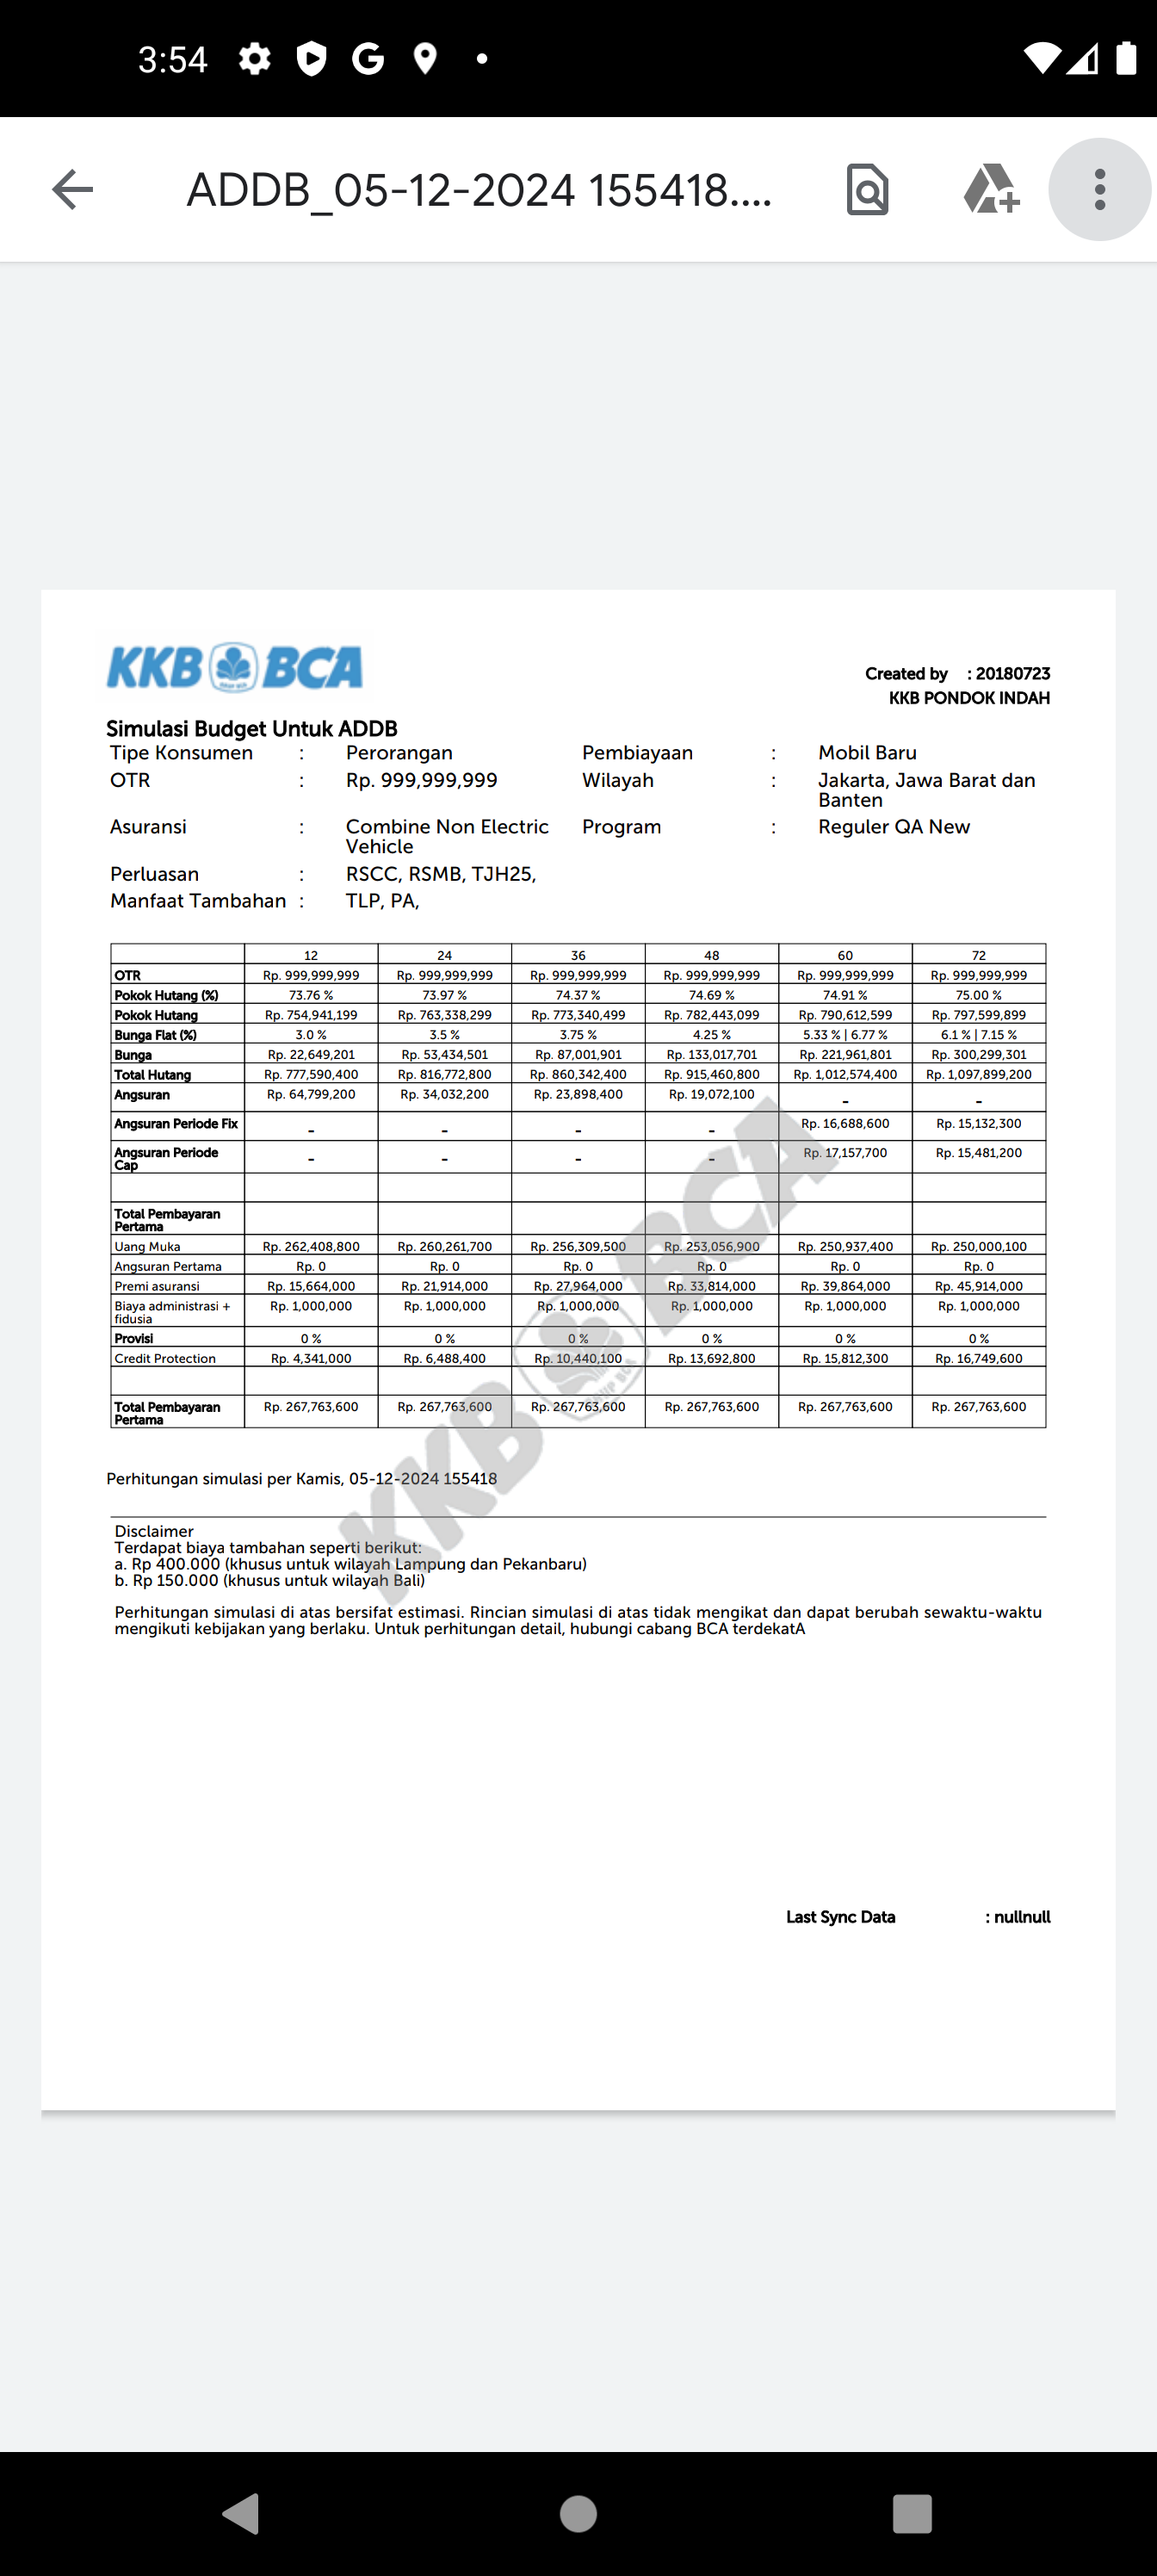 3:54
ADDB_05-12-2024 155418....
KKB BCA
Created by : 20180723
KKB PONDOK INDAH
Simulasi Budget Untuk ADDB
Tipe Konsumen : Perorangan Pembiayaan : Mobil Baru
OTR : Rp. 999,999,999 Wilayah : Jakarta, Jawa Barat dan
Banten
Asuransi : Combine Non Electric Program : Reguler QA New
Vehicle
Perluasan : RSCC, RSMB, TJH25,
Manfaat Tambahan : TLP, PA,
12 24 36 48 60 72
OTR Rp. 999,999,999 Rp. 999,999,999 Rp. 999,999,999 Rp. 999,999,999 Rp. 999,999,999 Rp. 999,999,999
Pokok Hutang (%) 73.76 % 73.97 % 74.37 % 74.69 % 74.91 % 75.00 %
Pokok Hutang Rp. 754,941,199 Rp. 763,338,299 Rp. 773,340,499 Rp. 782,443,099 Rp. 790,612,599 Rp. 797,599,899
Bunga Flat (%) 3.0 % 3.5 % 3.75 % 4.25 % 5.33 % | 6.77 % 6.1 % | 7.15 %
Bunga Rp. 22,649,201 Rp. 53,434,501 Rp. 87,001,901 Rp. 133,017,701 Rp. 221,961,801 Rp. 300,299,301
Total Hutang Rp. 777,590,400 Rp. 816,772,800 Rp. 860,342,400 Rp. 915,460,800 Rp. 1,012,574,400 Rp. 1,097,899,200
Angsuran Rp. 64,799,200 Rp. 34,032,200 Rp. 23,898,400 Rp. 19,072,100 - -
Angsuran Periode Fix - - - - Rp. 16,688,600 Rp. 15,132,300
Angsuran Periode - - - - Rp. 17,157,700 Rp. 15,481,200
Cap
Total Pembayaran
Pertama
Uang Muka Rp. 262,408,800 Rp. 260,261,700 Rp. 256,309,500 Rp. 253,056,900 Rp. 250,937,400 Rp. 250,000,100
Angsuran Pertama Rp. 0 Rp. 0 Rp. 0 Rp. 0 Rp. 0 Rp. 0
Premi asuransi Rp. 15,664,000 Rp. 21,914,000 Rp. 27,964,000 Rp. 33,814,000 Rp. 39,864,000 Rp. 45,914,000
Biaya administrasi + Rp. 1,000,000 Rp. 1,000,000 Rp. 1,000,000 Rp. 1,000,000 Rp. 1,000,000 Rp. 1,000,000
fidusia
Provisi 0 % 0 % 0 % 0 % 0 % 0 %
Credit Protection Rp. 4,341,000 Rp. 6,488,400 Rp. 10,440,100 Rp. 13,692,800 Rp. 15,812,300 Rp. 16,749,600
Total Pembayaran Rp. 267,763,600 Rp. 267,763,600 Rp. 267,763,600 Rp. 267,763,600 Rp. 267,763,600 Rp. 267,763,600
Pertama
KKB BCA
Perhitungan simulasi per Kamis, 05-12-2024 155418
Disclaimer
Terdapat biaya tambahan seperti berikut:
a. Rp 400.000 (khusus untuk wilayah Lampung dan Pekanbaru)
b. Rp 150.000 (khusus untuk wilayah Bali)
Perhitungan simulasi di atas bersifat estimasi. Rincian simulasi di atas tidak mengikat dan dapat berubah sewaktu-waktu
mengikuti kebijakan yang berlaku. Untuk perhitungan detail, hubungi cabang BCA terdekatA
Last Sync Data : nullnull